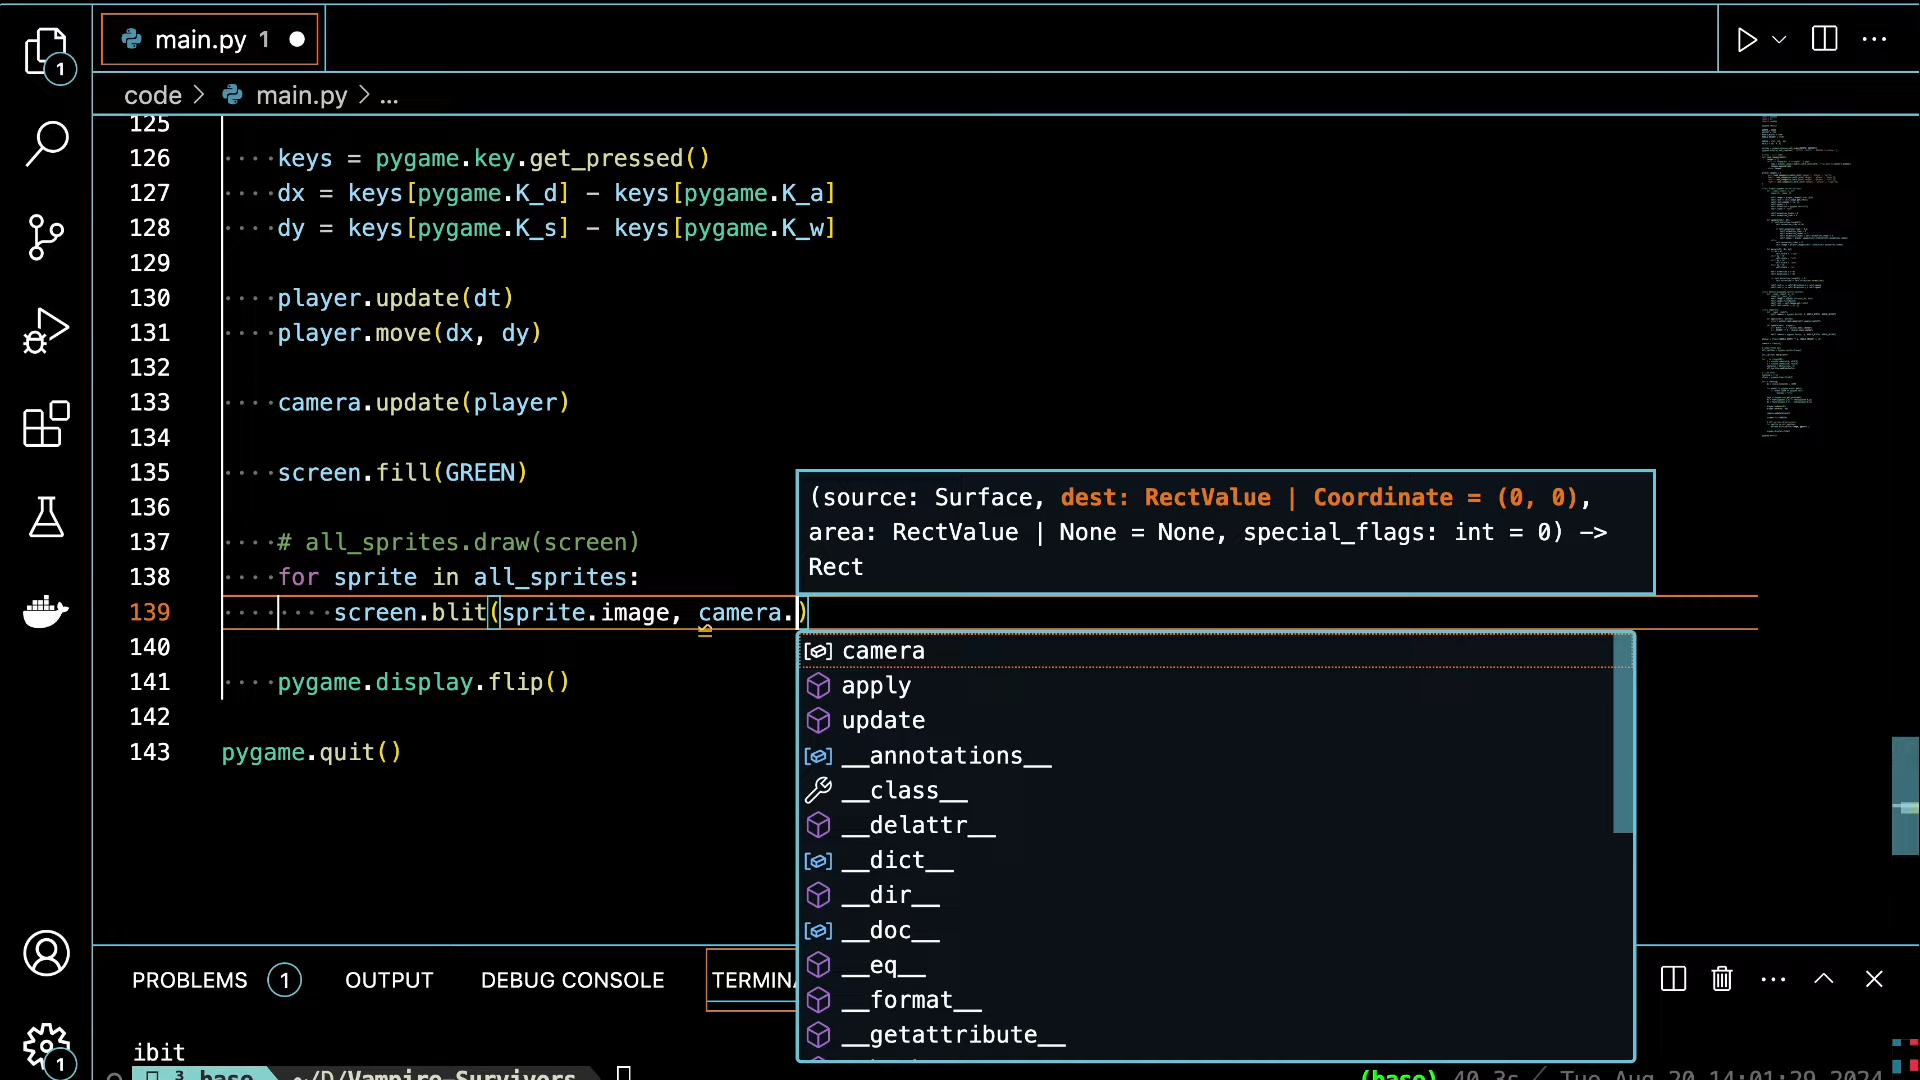 1
main.py 1
code > main.py > ...
125
126 ····keys = pygame.key.get_pressed()
127 ····dx = keys[pygame.K_d] - keys[pygame.K_a]
128 ····dy = keys[pygame.K_s] - keys[pygame.K_w]
129
130 ····player.update(dt)
131 ····player.move(dx, dy)
132
133 ····camera.update(player)
134
135 ····screen.fill(GREEN)
136
137 ····# all_sprites.draw(screen)
138 ····for sprite in all_sprites:
139 ········screen.blit(sprite.image, camera.)
140
141 ····pygame.display.flip()
142
143 pygame.quit()
(source: Surface, dest: RectValue | Coordinate = (0, 0),
area: RectValue | None = None, special_flags: int = 0) ->
Rect
camera
apply
update
__annotations__
__class__
__delattr__
__dict__
__dir__
__doc__
__eq__
__format__
__getattribute__
PROBLEMS 1 OUTPUT DEBUG CONSOLE TERMINA
ibit
1
3 base ~/D/Vampire-Survivors (base) 40.3s / Tue Aug 20 14:01:29 2024